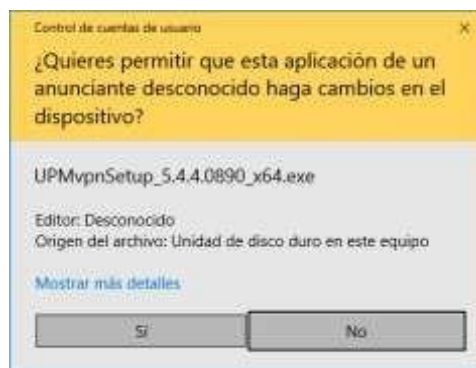 Control de cuentas de usuario
¿Quieres permitir que esta aplicación de un
anunciante desconocido haga cambios en el
dispositivo?
UPMvpnSetup_5.4.4.0890_x64.exe
Editor: Desconocido
Origen del archivo: Unidad de disco duro en este equipo
Mostrar más detalles
Sí
No